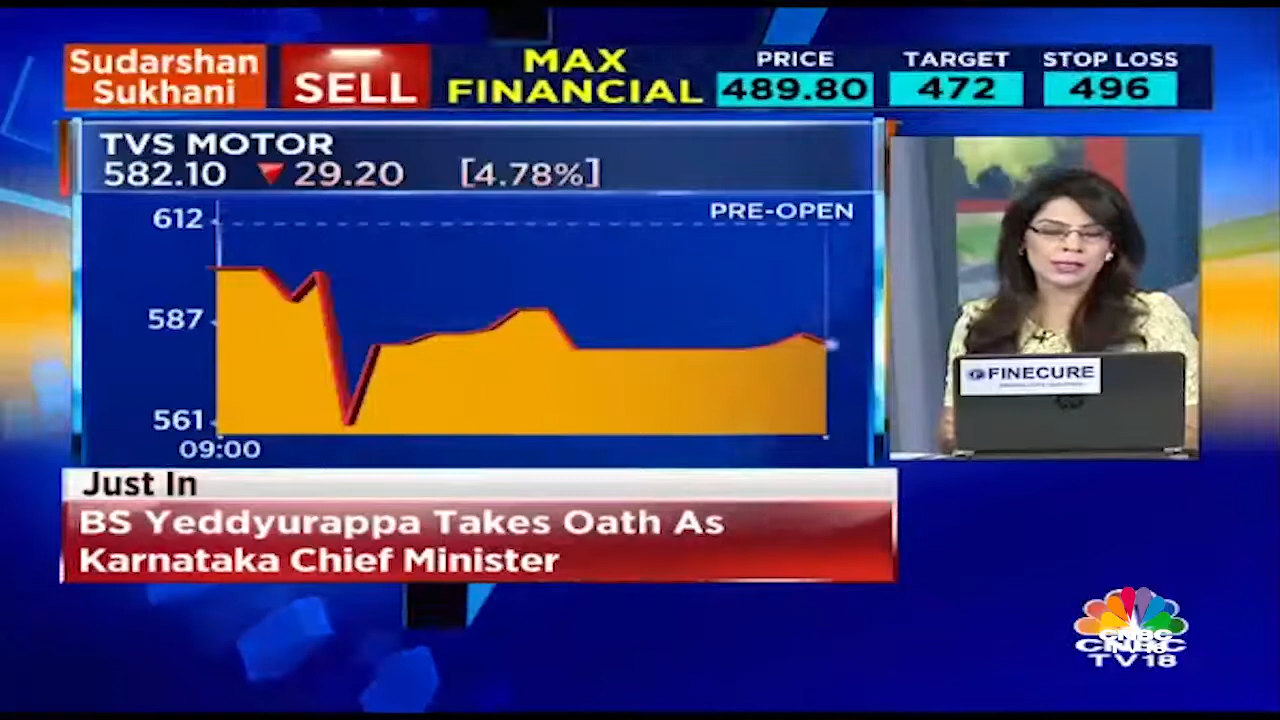 Sudarshan
Sukhani
SELL
MAX
FINANCIAL
PRICE
489.80
TARGET
472
STOP LOSS
496
TVS MOTOR
582.10 ▼ 29.20 [4.78%]
PRE-OPEN
612
587
561
09:00
FINECURE
Just In
BS Yeddyurappa Takes Oath As
Karnataka Chief Minister
CNBC
TV18